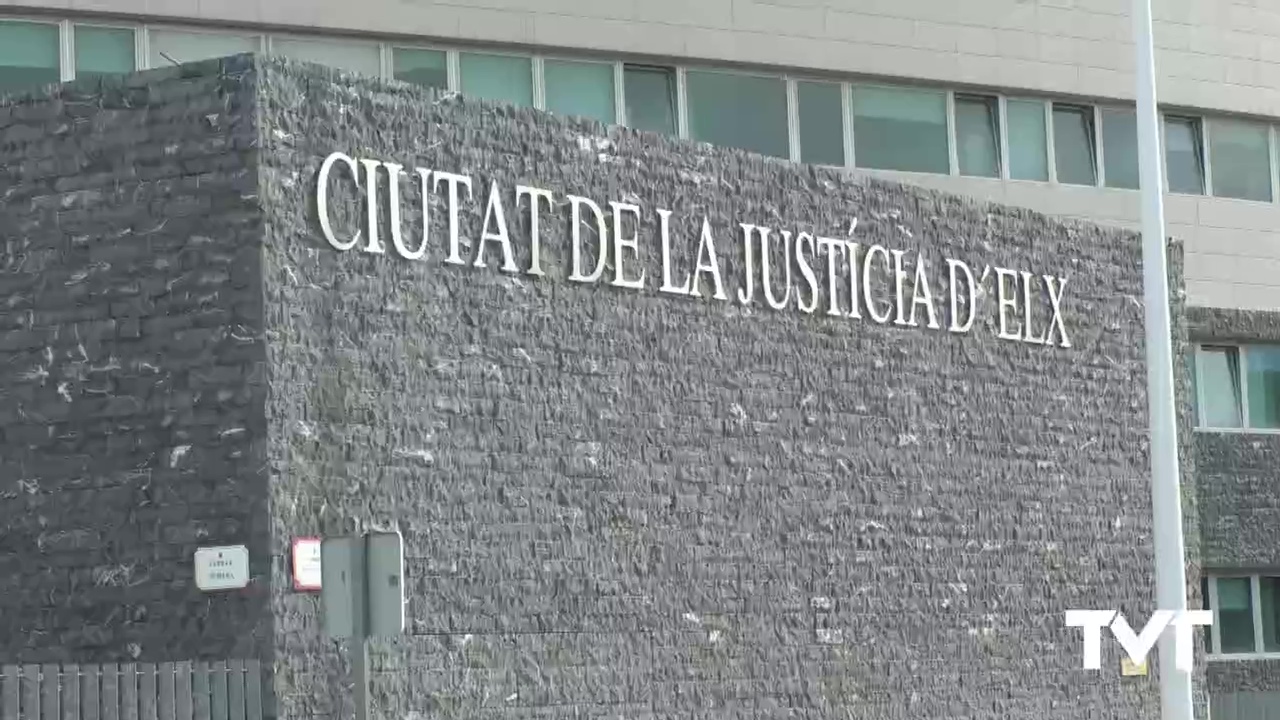 CIUTAT DE LA JUSTÍCIA D´ELX
TVT